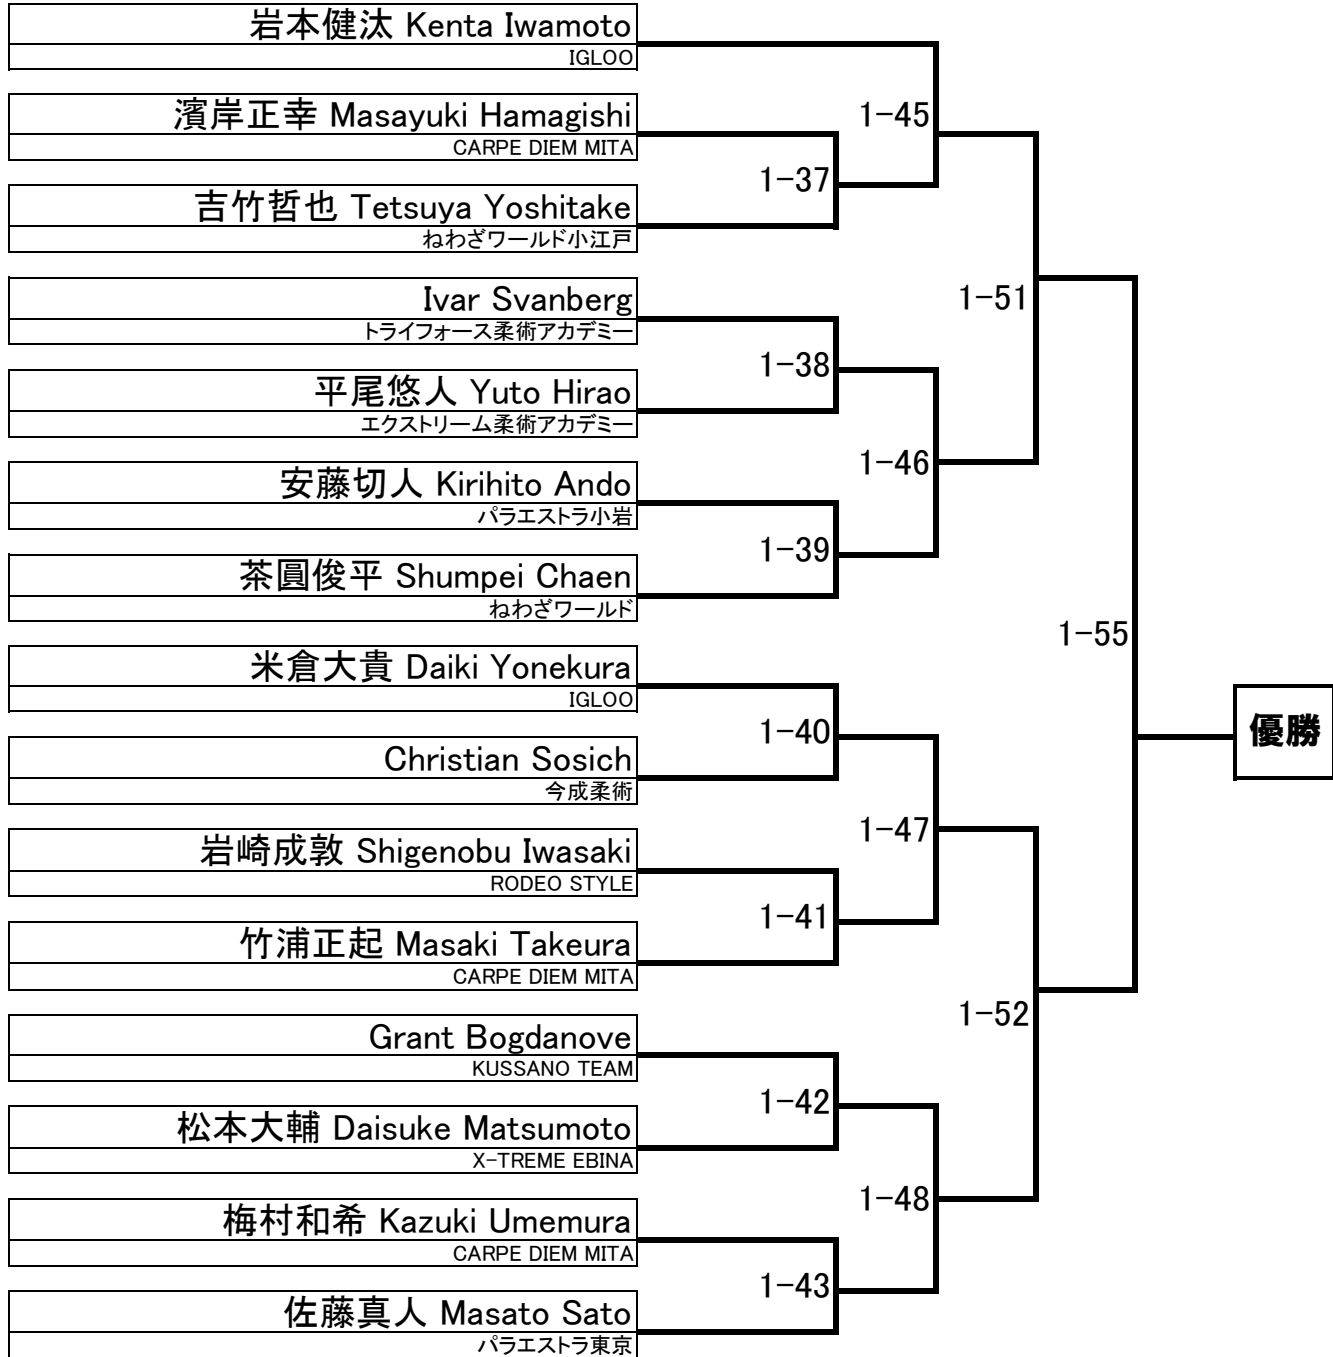 岩本健汰 Kenta Iwamoto
IGLOO
濱岸正幸 Masayuki Hamagishi
CARPE DIEM MITA
吉竹哲也 Tetsuya Yoshitake
ねわざワールド小江戸
Ivar Svanberg
トライフォース柔術アカデミー
平尾悠人 Yuto Hirao
エクストリーム柔術アカデミー
安藤切人 Kirihito Ando
パラエストラ小岩
茶圓俊平 Shumpei Chaen
ねわざワールド
米倉大貴 Daiki Yonekura
IGLOO
Christian Sosich
今成柔術
岩崎成敦 Shigenobu Iwasaki
RODEO STYLE
竹浦正起 Masaki Takeura
CARPE DIEM MITA
Grant Bogdanove
KUSSANO TEAM
松本大輔 Daisuke Matsumoto
X-TREME EBINA
梅村和希 Kazuki Umemura
CARPE DIEM MITA
佐藤真人 Masato Sato
パラエストラ東京
1-37
1-38
1-39
1-40
1-41
1-42
1-43
1-45
1-46
1-47
1-48
1-51
1-52
1-55
優勝